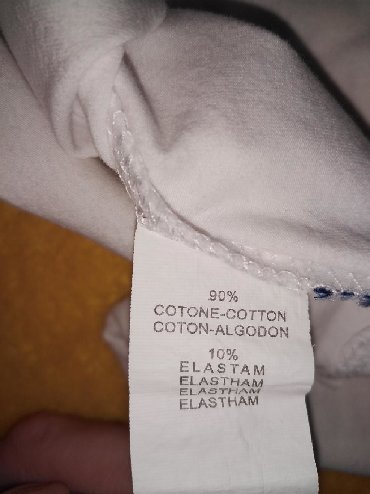 90%
COTONE-COTTON
COTON-ALGODON
10%
ELASTAM
ELASTHAM
ELASTHAM
ELASTHAM